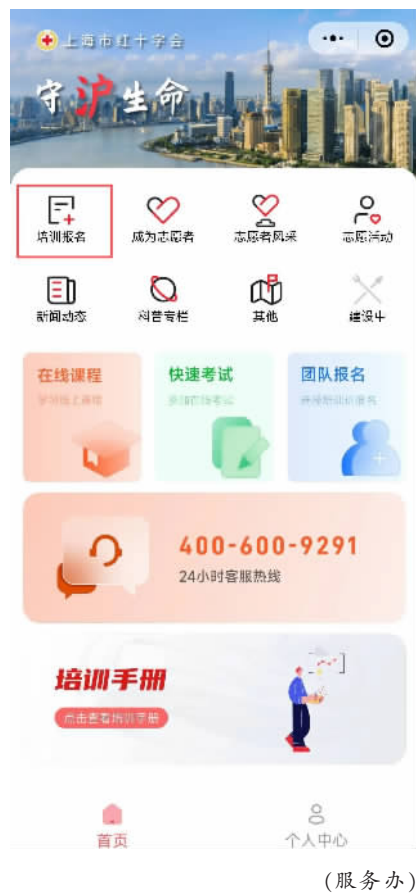 上海市红十字会
守沪生命
培训报名
成为志愿者
志愿者风采
志愿活动
新闻动态
科普专栏
其他
建设中
在线课程
快速考试
团队报名
400-600-9291
24小时客服热线
培训手册
点击查看培训手册
首页
个人中心
(服务办)